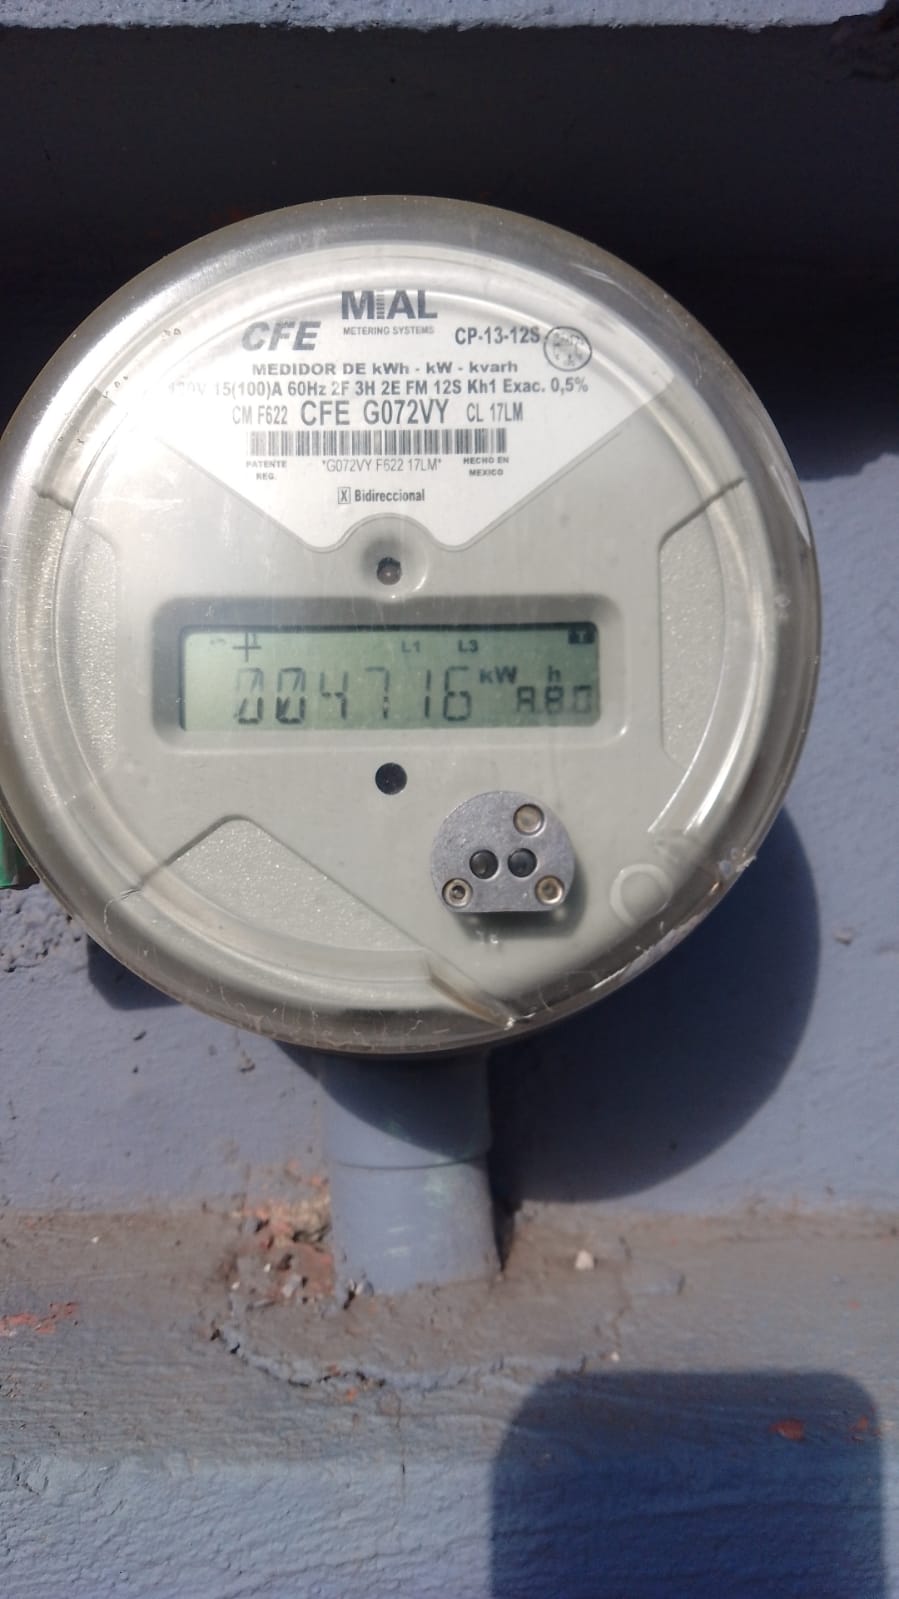 MIAL
CFE METERING SYSTEMS CP-13-12S
MEDIDOR DE kWh - kW - kvarh
15(100)A 60Hz 2F 3H 2E FM 12S Kh1 Exac. 0,5%
CM F622 CFE G072VY CL 17LM
PATENTE REG. *G072VY F622 17LM* HECHO EN MEXICO
X Bidireccional
L1 L3 T
004716 kW h